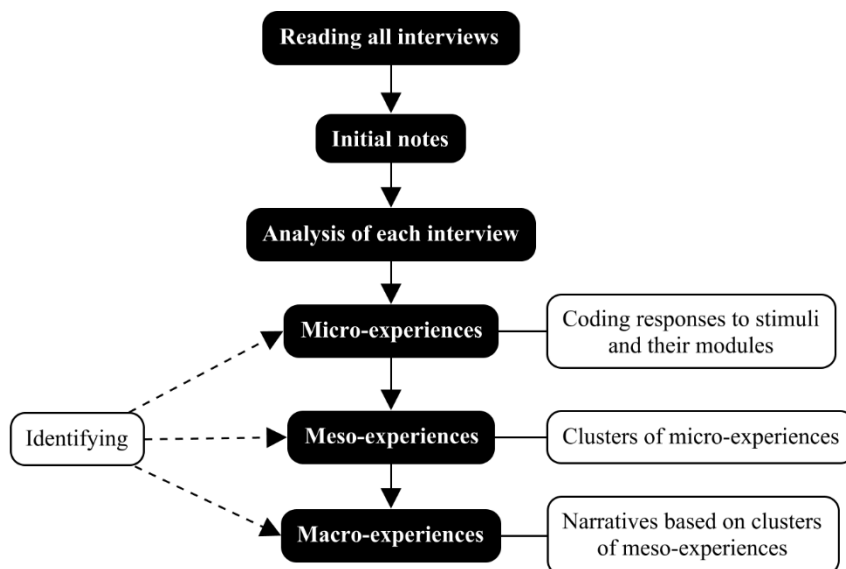 Reading all interviews
Initial notes
Analysis of each interview
Micro-experiences
Coding responses to stimuli
and their modules
Identifying
Meso-experiences
Clusters of micro-experiences
Macro-experiences
Narratives based on clusters
of meso-experiences